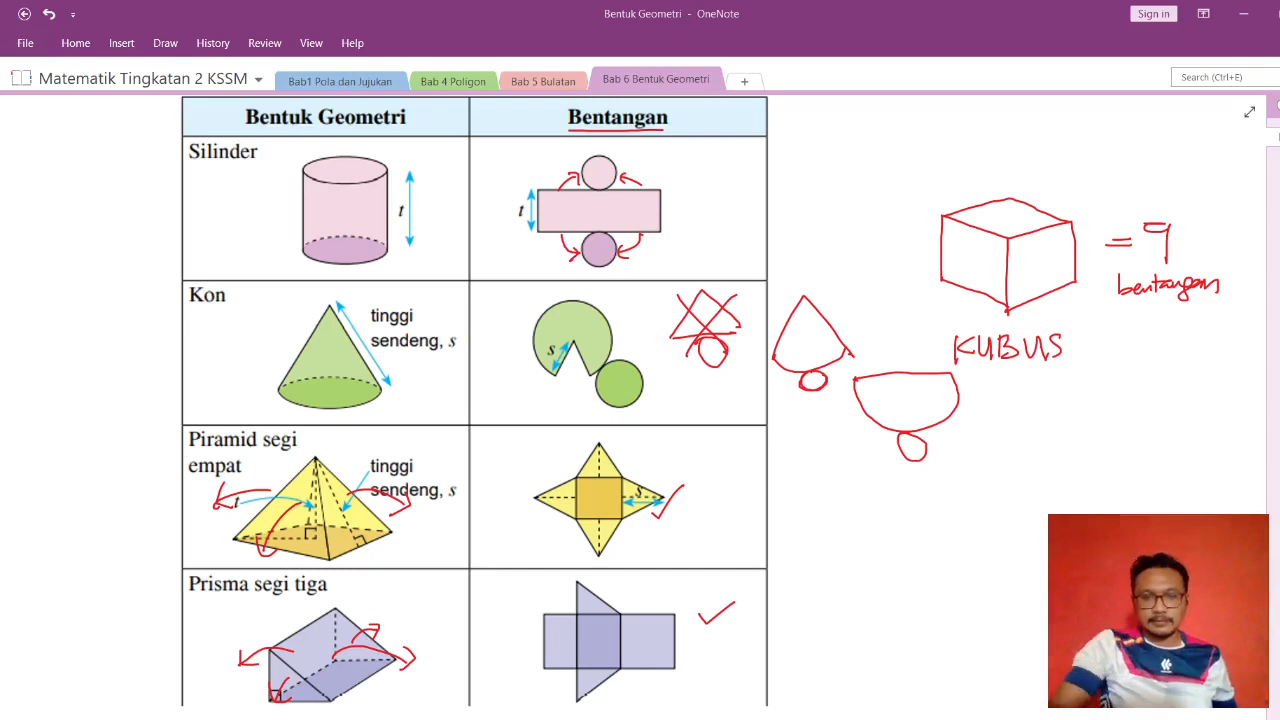 Bentuk Geometri - OneNote
Sign in
File Home Insert Draw History Review View Help
Matematik Tingkatan 2 KSSM
Bab1 Pola dan Jujukan
Bab 4 Poligon
Bab 5 Bulatan
Bab 6 Bentuk Geometri
Search (Ctrl+E)
Bentuk Geometri
Bentangan
Silinder
t
t
Kon
tinggi
sendeng, s
s
= 9
bentangan
KUBUS
Piramid segi
empat
tinggi
sendeng, s
t
s
Prisma segi tiga